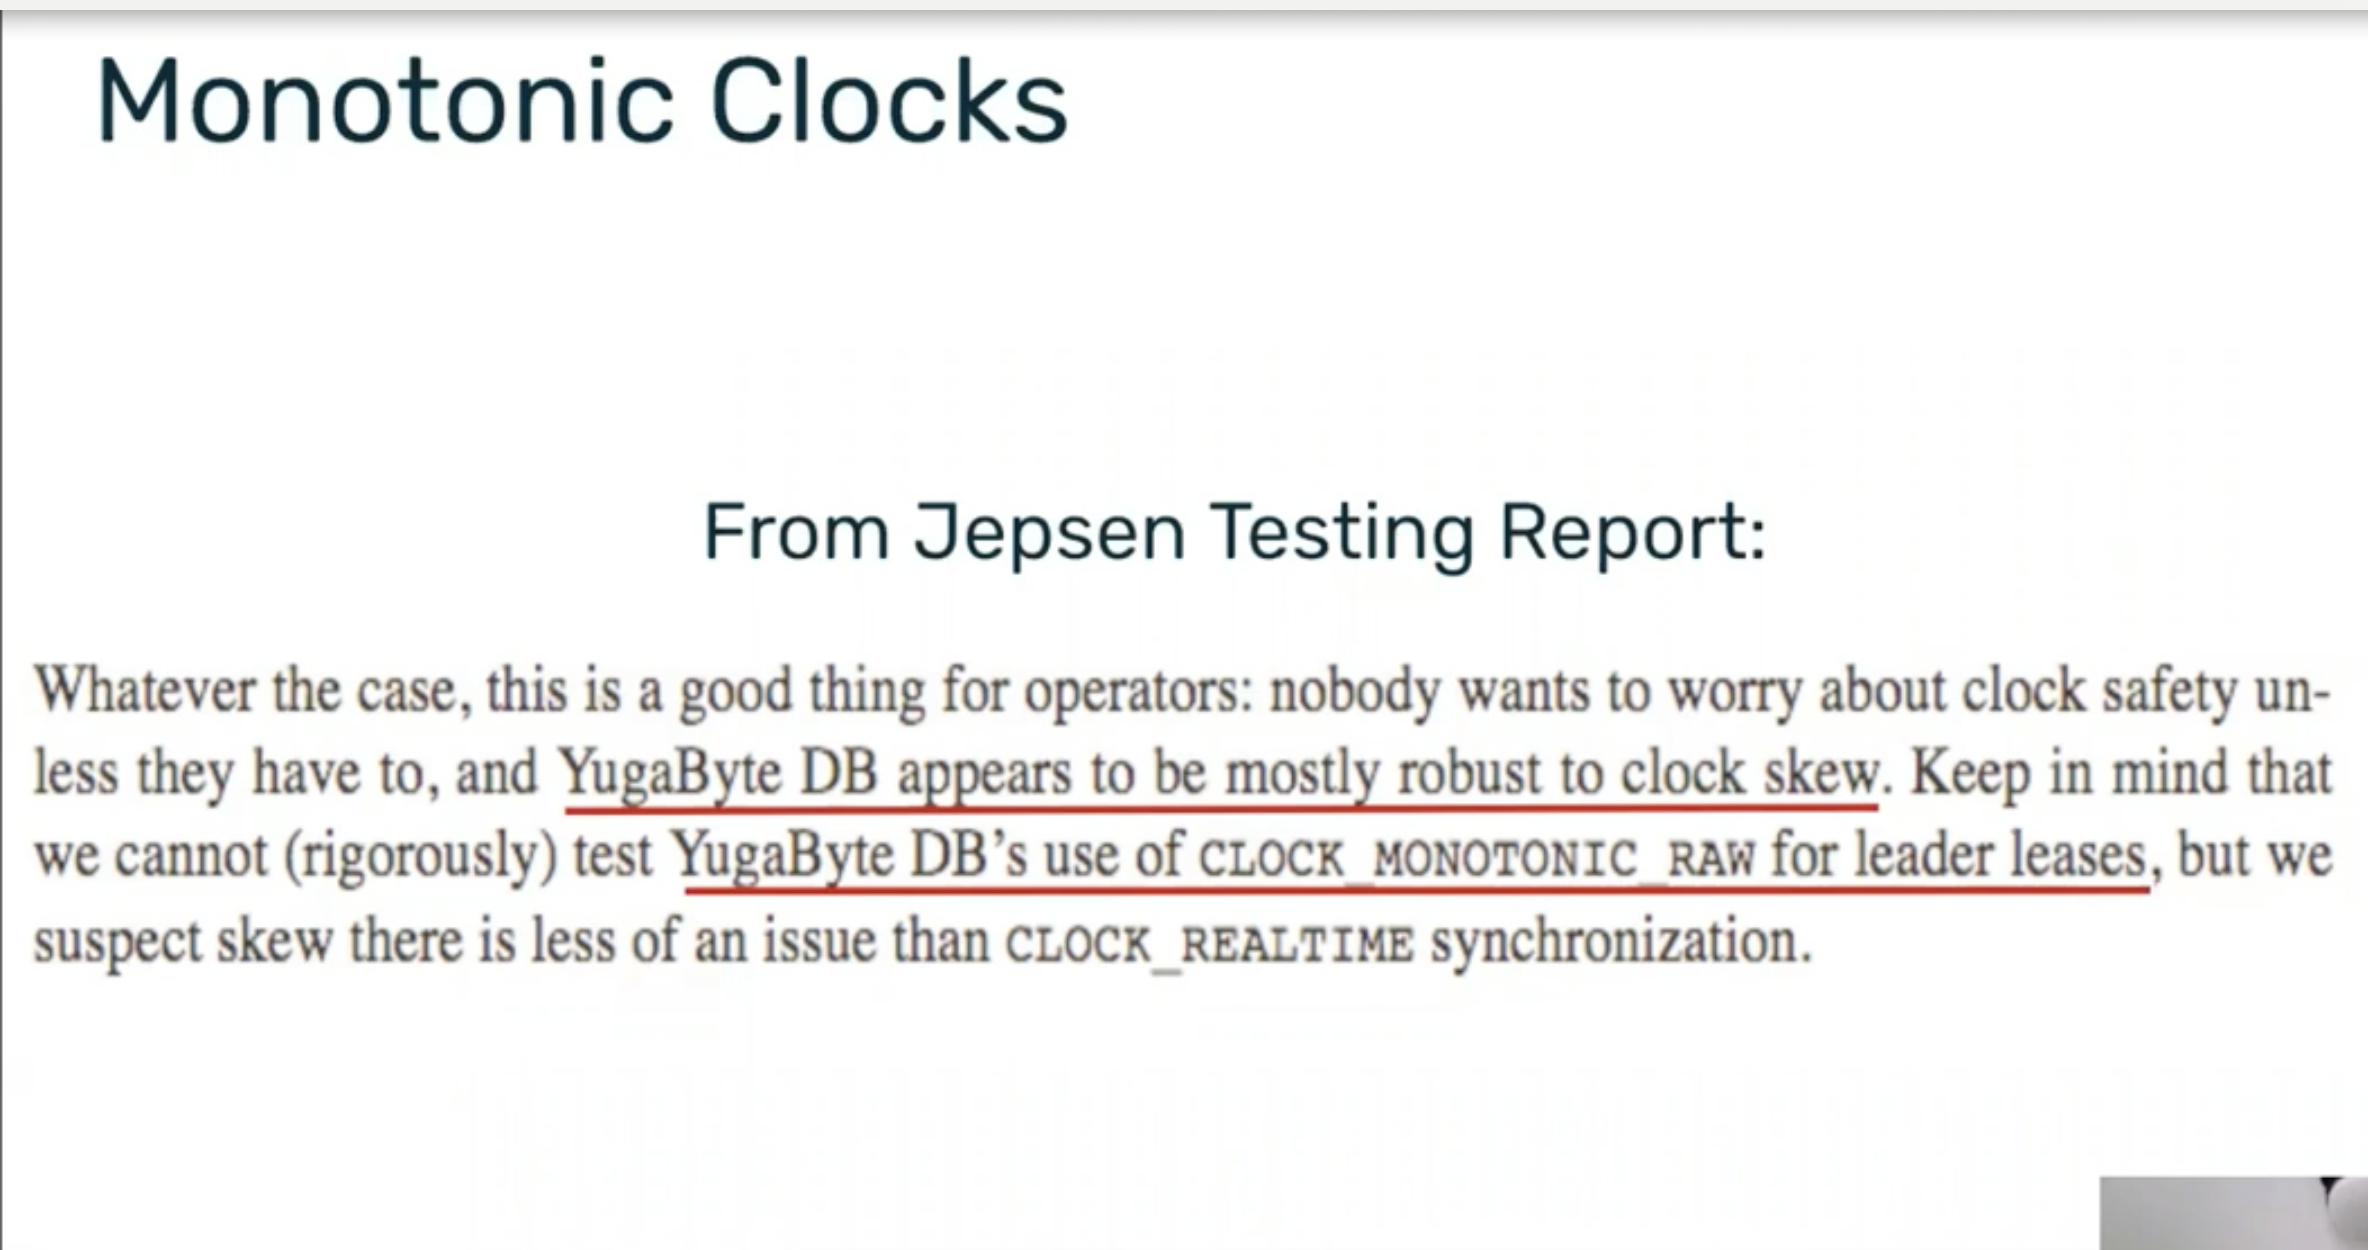 Monotonic Clocks
From Jepsen Testing Report:
Whatever the case, this is a good thing for operators: nobody wants to worry about clock safety un-
less they have to, and YugaByte DB appears to be mostly robust to clock skew. Keep in mind that
we cannot (rigorously) test YugaByte DB’s use of CLOCK_MONOTONIC_RAW for leader leases, but we
suspect skew there is less of an issue than CLOCK_REALTIME synchronization.